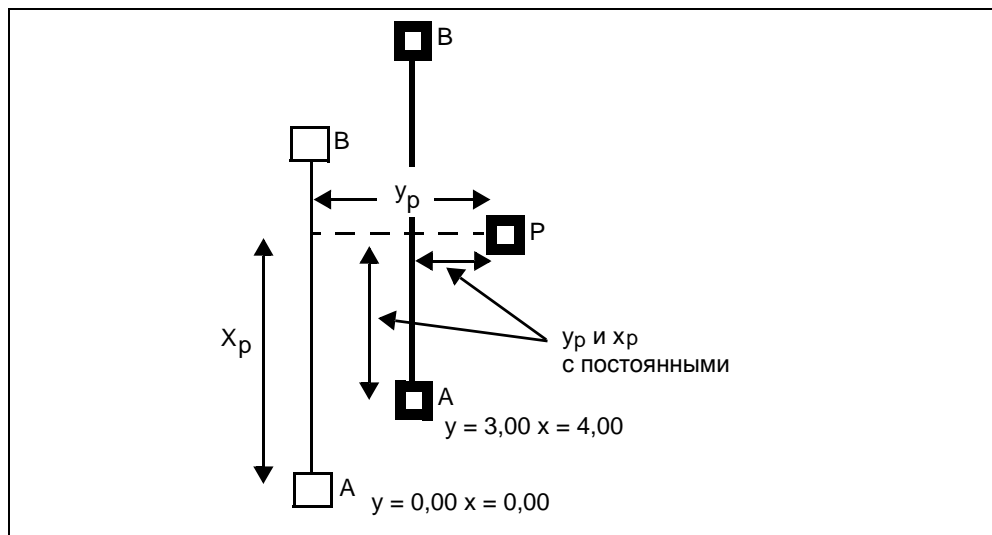 B
B
yp
P
Xp
yp и xp
с постоянными
A
y = 3,00 x = 4,00
A
y = 0,00 x = 0,00